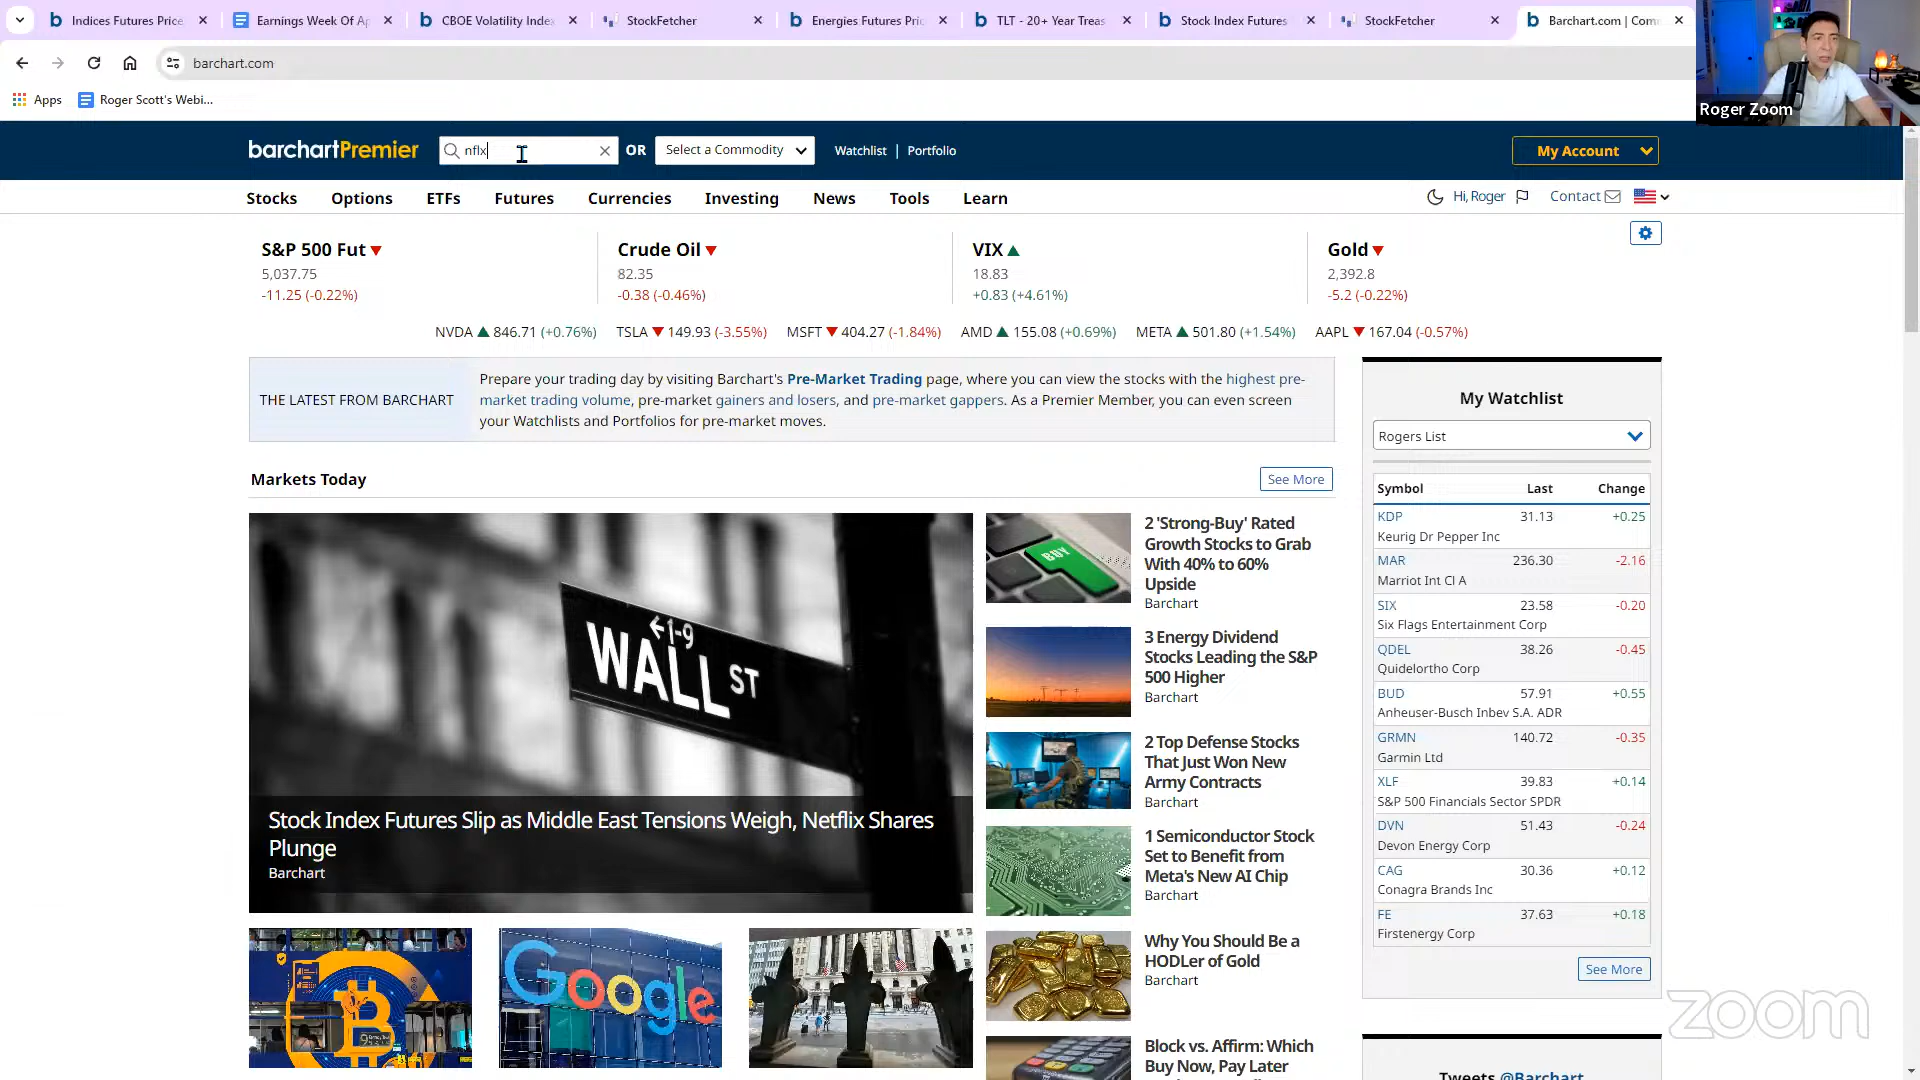 Indices Futures Price
Earnings Week Of Ap
CBOE Volatility Index
StockFetcher
Energies Futures Pric
TLT - 20+ Year Treas
Stock Index Futures
StockFetcher
Barchart.com | Com
barchart.com
Apps
Roger Scott's Webi...
Roger Zoom
barchartPremier
nflx
OR
Select a Commodity
Watchlist | Portfolio
My Account
Stocks
Options
ETFs
Futures
Currencies
Investing
News
Tools
Learn
Hi, Roger
Contact
S&P 500 Fut
5,037.75
-11.25 (-0.22%)
Crude Oil
82.35
-0.38 (-0.46%)
VIX
18.83
+0.83 (+4.61%)
Gold
2,392.8
-5.2 (-0.22%)
NVDA 846.71 (+0.76%)
TSLA 149.93 (-3.55%)
MSFT 404.27 (-1.84%)
AMD 155.08 (+0.69%)
META 501.80 (+1.54%)
AAPL 167.04 (-0.57%)
THE LATEST FROM BARCHART
Prepare your trading day by visiting Barchart's Pre-Market Trading page, where you can view the stocks with the highest pre-
market trading volume, pre-market gainers and losers, and pre-market gappers. As a Premier Member, you can even screen
your Watchlists and Portfolios for pre-market moves.
Markets Today
See More
1-9
WALL ST
Stock Index Futures Slip as Middle East Tensions Weigh, Netflix Shares
Plunge
Barchart
Google
BUY
2 'Strong-Buy' Rated
Growth Stocks to Grab
With 40% to 60%
Upside
Barchart
3 Energy Dividend
Stocks Leading the S&P
500 Higher
Barchart
2 Top Defense Stocks
That Just Won New
Army Contracts
Barchart
1 Semiconductor Stock
Set to Benefit from
Meta's New AI Chip
Barchart
Why You Should Be a
HODLer of Gold
Barchart
Block vs. Affirm: Which
Buy Now, Pay Later
My Watchlist
Rogers List
Symbol Last Change
KDP 31.13 +0.25
Keurig Dr Pepper Inc
MAR 236.30 -2.16
Marriot Int Cl A
SIX 23.58 -0.20
Six Flags Entertainment Corp
QDEL 38.26 -0.45
Quidelortho Corp
BUD 57.91 +0.55
Anheuser-Busch Inbev S.A. ADR
GRMN 140.72 -0.35
Garmin Ltd
XLF 39.83 +0.14
S&P 500 Financials Sector SPDR
DVN 51.43 -0.24
Devon Energy Corp
CAG 30.36 +0.12
Conagra Brands Inc
FE 37.63 +0.18
Firstenergy Corp
See More
zoom
Tweets @Barchart